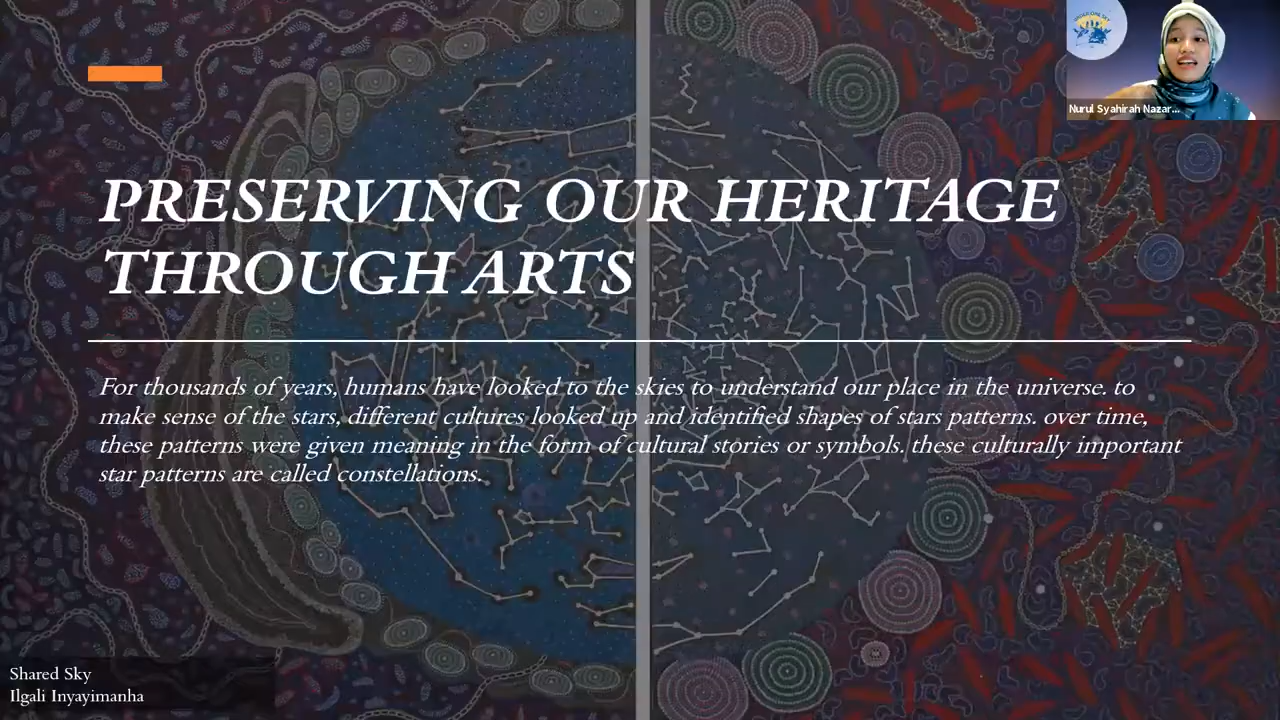 PRESERVING OUR HERITAGE
THROUGH ARTS
For thousands of years, humans have looked to the skies to understand our place in the universe. to
make sense of the stars, different cultures looked up and identified shapes of stars patterns. over time,
these patterns were given meaning in the form of cultural stories or symbols. these culturally important
star patterns are called constellations.
Shared Sky
Ilgali Inyayimanha
Nurul Syahirah Nazar...